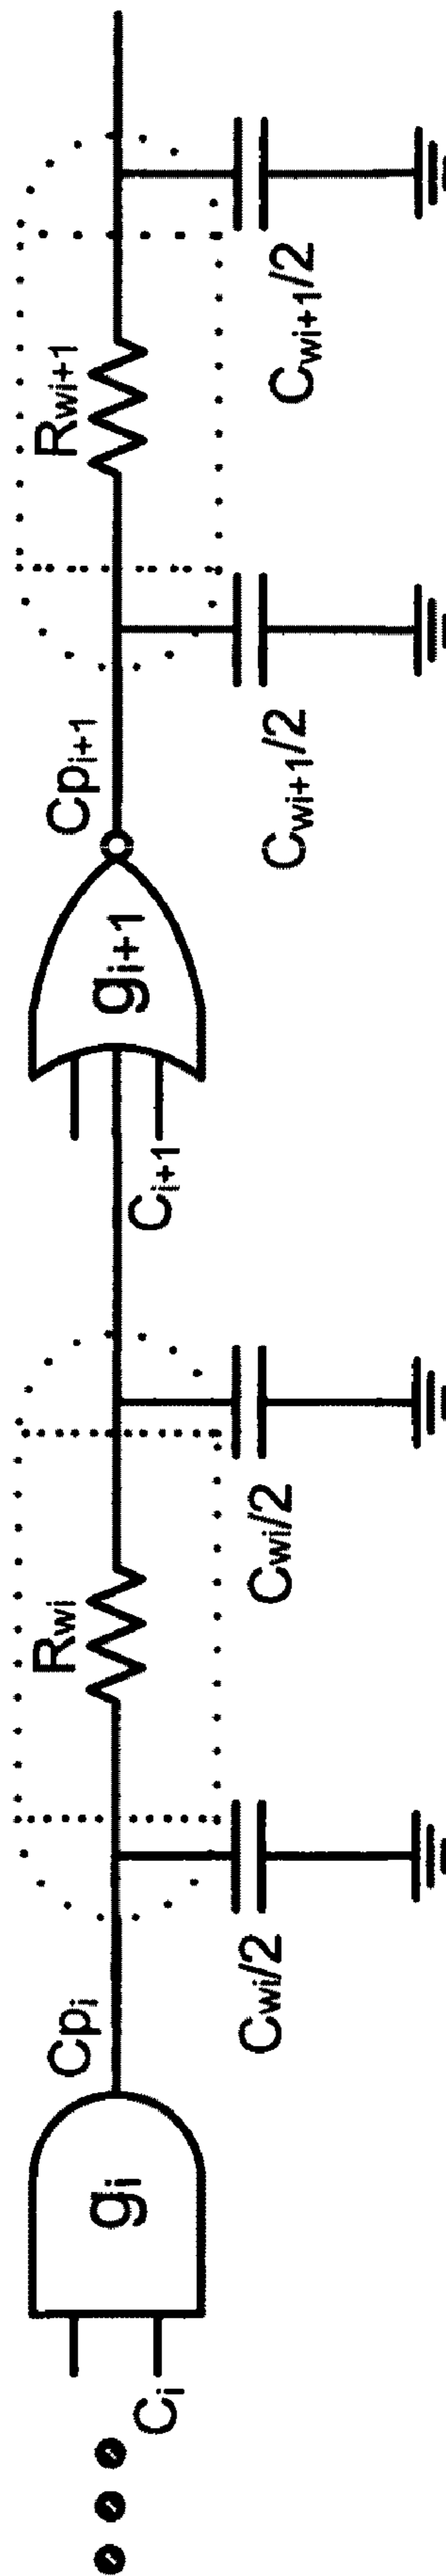 Cᵢ
gᵢ
Cpᵢ
Cwi/2
Rwi
Cwi/2
Cᵢ₊₁
gᵢ₊₁
Cpᵢ₊₁
Cwi+1/2
Rwi+1
Cwi+1/2